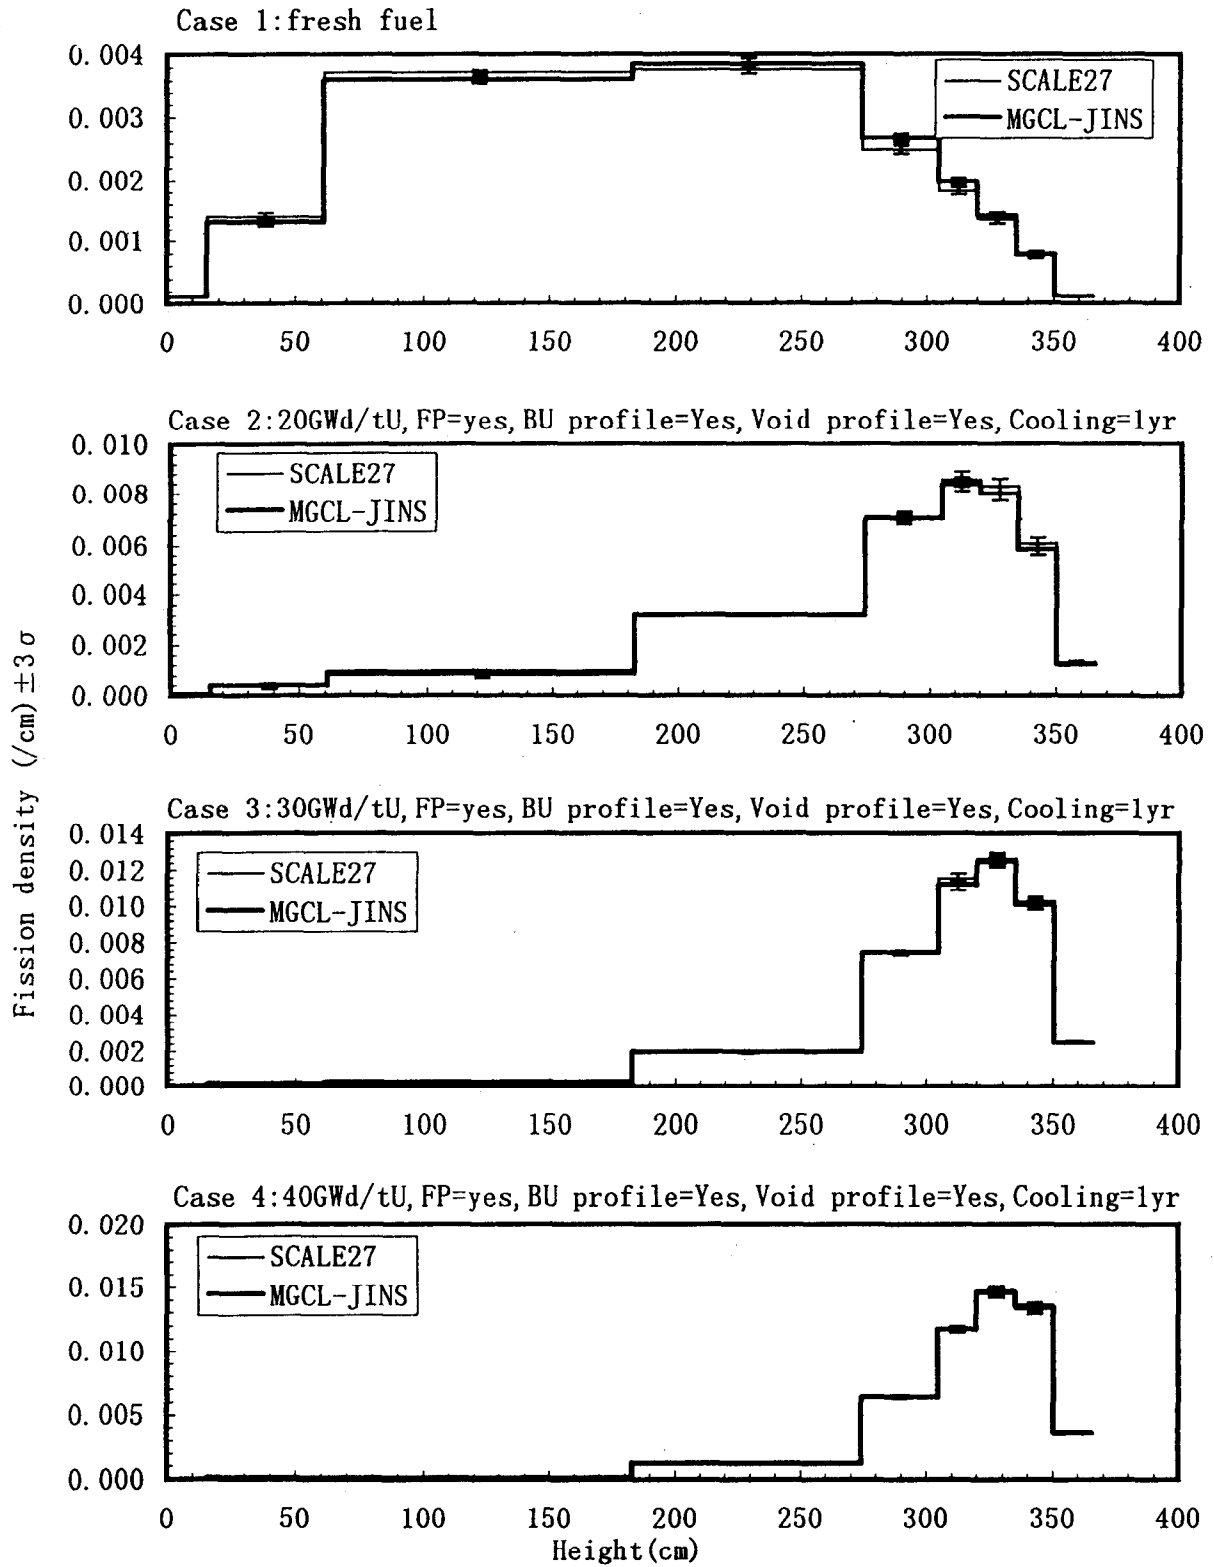 Case 1:fresh fuel
0.004
0.003
0.002
0.001
0.000
SCALE27
MGCL-JINS
0 50 100 150 200 250 300 350 400
Case 2:20GWd/tU, FP=yes, BU profile=Yes, Void profile=Yes, Cooling=1yr
0.010
0.008
0.006
0.004
0.002
0.000
SCALE27
MGCL-JINS
0 50 100 150 200 250 300 350 400
Fission density (/cm) ±3σ
Case 3:30GWd/tU, FP=yes, BU profile=Yes, Void profile=Yes, Cooling=1yr
0.014
0.012
0.010
0.008
0.006
0.004
0.002
0.000
SCALE27
MGCL-JINS
0 50 100 150 200 250 300 350 400
Case 4:40GWd/tU, FP=yes, BU profile=Yes, Void profile=Yes, Cooling=1yr
0.020
0.015
0.010
0.005
0.000
SCALE27
MGCL-JINS
0 50 100 150 200 250 300 350 400
Height(cm)